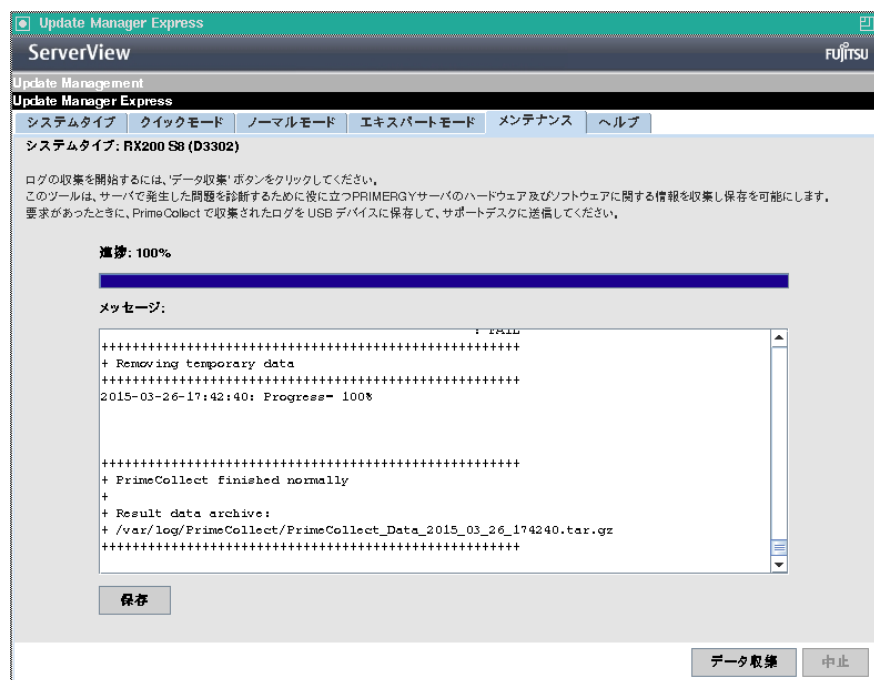 Update Manager Express
ServerView
FUJITSU
Update Management
Update Manager Express
システムタイプ クイックモード ノーマルモード エキスパートモード メンテナンス ヘルプ
システムタイプ: RX200 S8 (D3302)
ログの収集を開始するには、'データ収集' ボタンをクリックしてください。
このツールは、サーバで発生した問題を診断するために役に立つPRIMERGYサーバのハードウェア及びソフトウェアに関する情報を収集し保存を可能にします。
要求があったときに、PrimeCollect で収集されたログを USB デバイスに保存して、サポートデスクに送信してください。
進捗: 100%
メッセージ:
: FAIL
++++++++++++++++++++++++++++++++++++++++++++++++++++++
+ Removing temporary data
++++++++++++++++++++++++++++++++++++++++++++++++++++++
2015-03-26-17:42:40: Progress= 100%
++++++++++++++++++++++++++++++++++++++++++++++++++++++
+ PrimeCollect finished normally
+
+ Result data archive:
+ /var/log/PrimeCollect/PrimeCollect_Data_2015_03_26_174240.tar.gz
++++++++++++++++++++++++++++++++++++++++++++++++++++++
保存
データ収集 中止